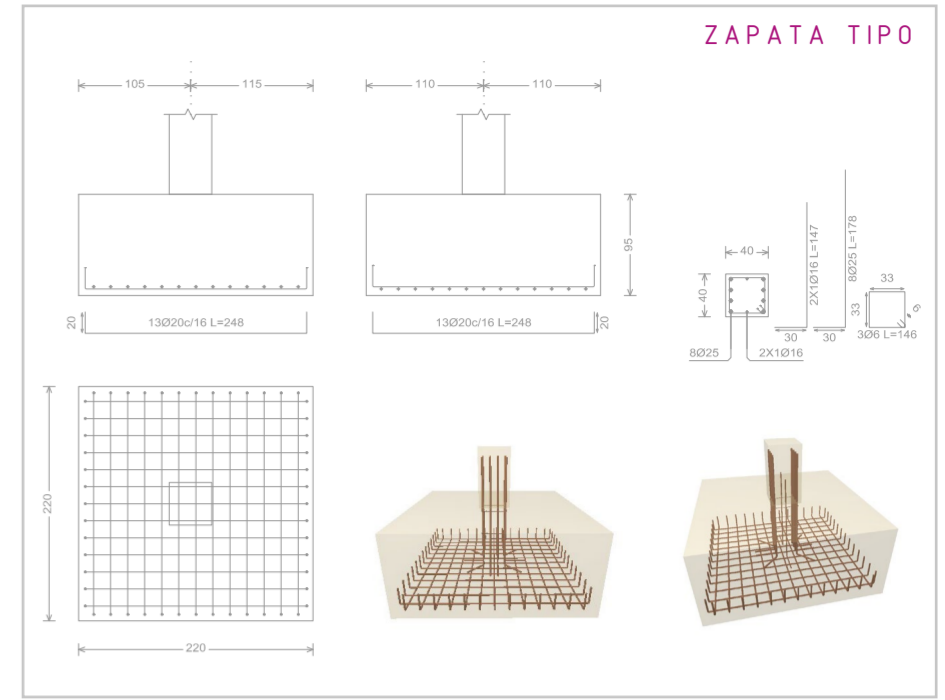 ZAPATA TIPO
105
115
110
110
95
20
13Ø20c/16 L=248
13Ø20c/16 L=248
20
40
40
8Ø25
2X1Ø16
2X1Ø16 L=147
8Ø25 L=178
30
30
33
33
6
3Ø6 L=146
220
220